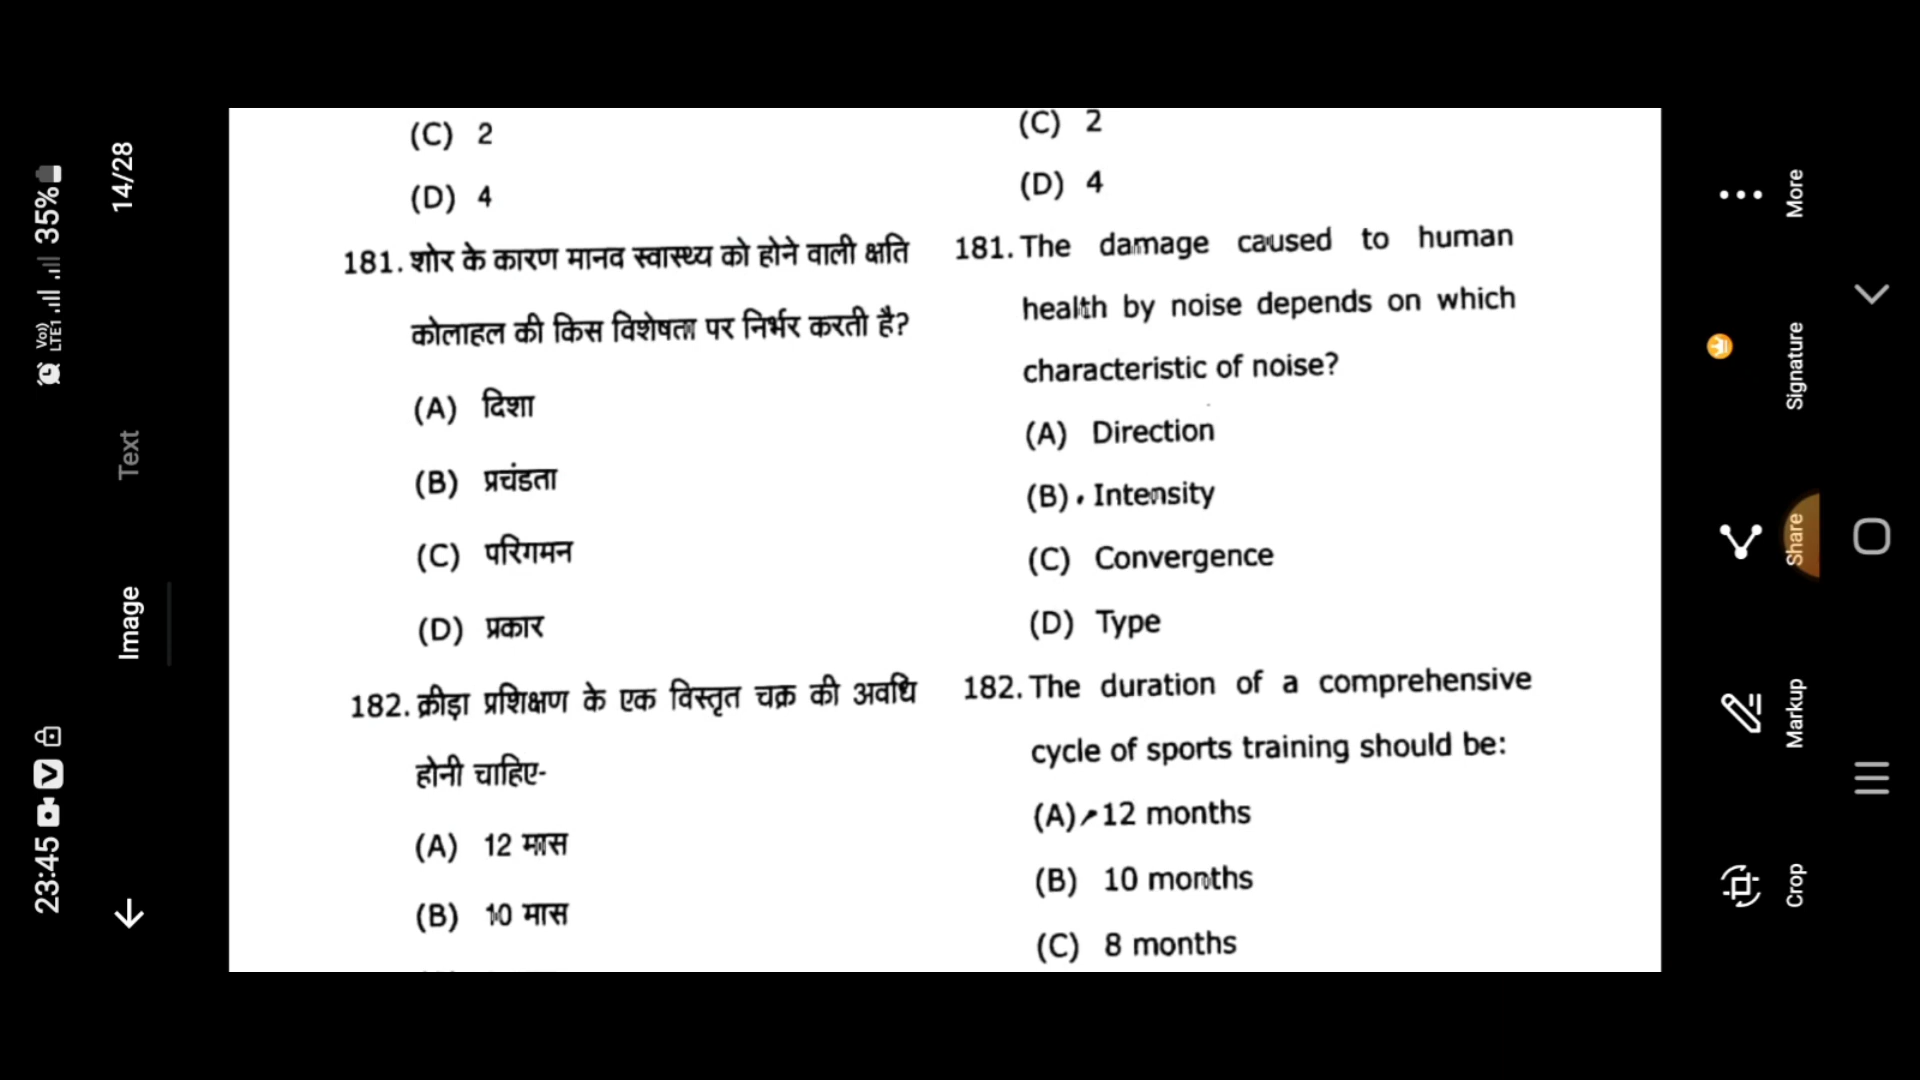 23:45
LTE1
35%
14/28
Text
Image
(C) 2
(D) 4
181. शोर के कारण मानव स्वास्थ्य को होने वाली क्षति
कोलाहल की किस विशेषता पर निर्भर करती है?
(A) दिशा
(B) प्रचंडता
(C) परिगमन
(D) प्रकार
182. क्रीड़ा प्रशिक्षण के एक विस्तृत चक्र की अवधि
होनी चाहिए-
(A) 12 मास
(B) 10 मास
(C) 2
(D) 4
181. The damage caused to human
health by noise depends on which
characteristic of noise?
(A) Direction
(B) Intensity
(C) Convergence
(D) Type
182. The duration of a comprehensive
cycle of sports training should be:
(A) 12 months
(B) 10 months
(C) 8 months
More
Signature
Share
Markup
Crop